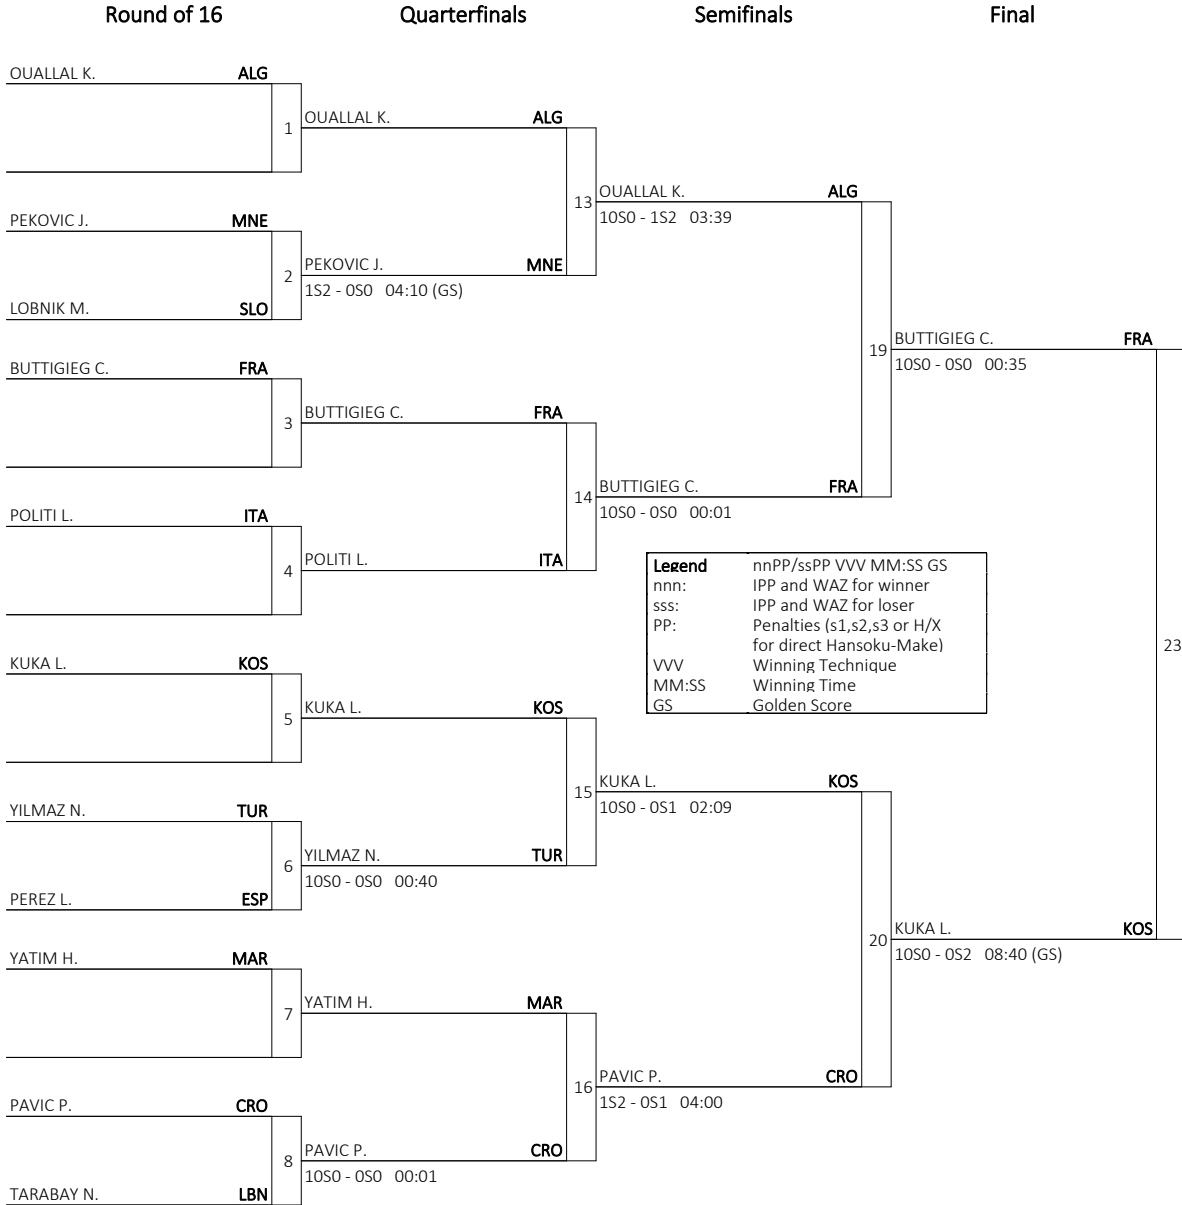 Round of 16 Quarterfinals Semifinals Final
OUALLAL K. ALG
1 OUALLAL K. ALG
13 OUALLAL K. ALG
10S0 - 1S2 03:39
PEKOVIC J. MNE
2 PEKOVIC J. MNE
1S2 - 0S0 04:10 (GS)
LOBNIK M. SLO
19 BUTTIGIEG C. FRA
10S0 - 0S0 00:35
BUTTIGIEG C. FRA
3 BUTTIGIEG C. FRA
14 BUTTIGIEG C. FRA
10S0 - 0S0 00:01
POLITI L. ITA
4 POLITI L. ITA
Legend nnPP/ssPP VVV MM:SS GS
nnn: IPP and WAZ for winner
sss: IPP and WAZ for loser
PP: Penalties (s1,s2,s3 or H/X
for direct Hansoku-Make)
VVV Winning Technique
MM:SS Winning Time
GS Golden Score
23
KUKA L. KOS
5 KUKA L. KOS
15 KUKA L. KOS
10S0 - 0S1 02:09
YILMAZ N. TUR
6 YILMAZ N. TUR
10S0 - 0S0 00:40
PEREZ L. ESP
20 KUKA L. KOS
10S0 - 0S2 08:40 (GS)
YATIM H. MAR
7 YATIM H. MAR
16 PAVIC P. CRO
1S2 - 0S1 04:00
PAVIC P. CRO
8 PAVIC P. CRO
10S0 - 0S0 00:01
TARABAY N. LBN